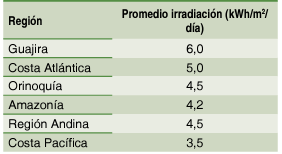 Región Promedio irradiación (kWh/m²/
día)
Guajira 6,0
Costa Atlántica 5,0
Orinoquía 4,5
Amazonía 4,2
Región Andina 4,5
Costa Pacífica 3,5